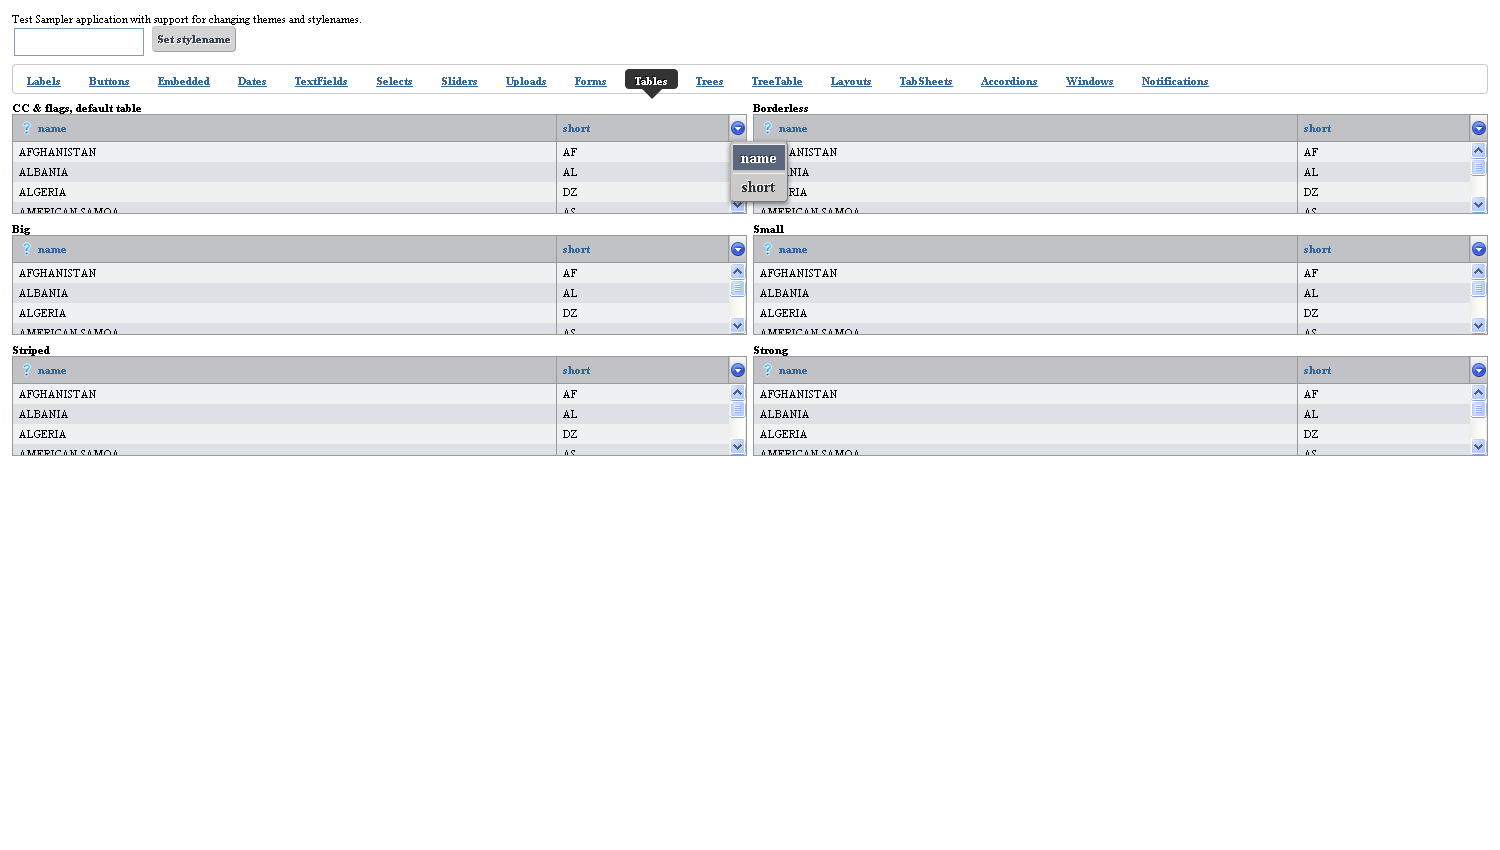 Test Sampler application with support for changing themes and stylenames.
Set stylename
Labels Buttons Embedded Dates TextFields Selects Sliders Uploads Forms Tables Trees TreeTable Layouts TabSheets Accordions Windows Notifications
CC & flags, default table
? name short
AFGHANISTAN AF
ALBANIA AL
ALGERIA DZ
AMERICAN SAMOA AS
name
short
Borderless
? name short
ANISTAN AF
NIA AL
RIA DZ
AMERICAN SAMOA AS
Big
? name short
AFGHANISTAN AF
ALBANIA AL
ALGERIA DZ
AMERICAN SAMOA AS
Small
? name short
AFGHANISTAN AF
ALBANIA AL
ALGERIA DZ
AMERICAN SAMOA AS
Striped
? name short
AFGHANISTAN AF
ALBANIA AL
ALGERIA DZ
AMERICAN SAMOA AS
Strong
? name short
AFGHANISTAN AF
ALBANIA AL
ALGERIA DZ
AMERICAN SAMOA AS